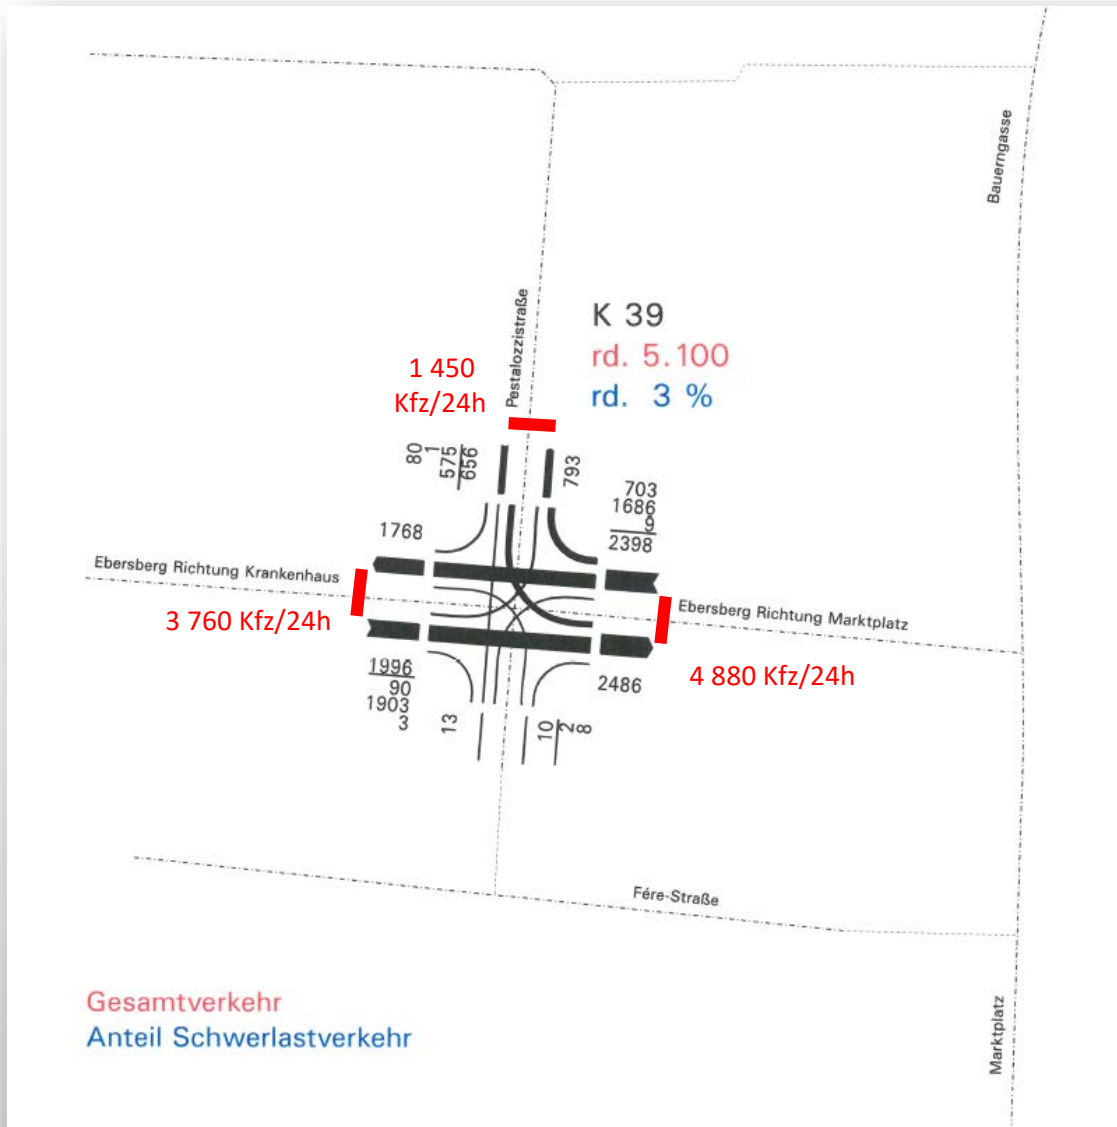 Bauerngasse
Pestalozzistraße
K 39
rd. 5.100
rd. 3 %
1 450
Kfz/24h
80
1
575
656
793
703
1686
9
2398
1768
Ebersberg Richtung Krankenhaus
3 760 Kfz/24h
Ebersberg Richtung Marktplatz
4 880 Kfz/24h
1996
90
1903
3
13
10
2
8
2486
Fére-Straße
Gesamtverkehr
Anteil Schwerlastverkehr
Marktplatz